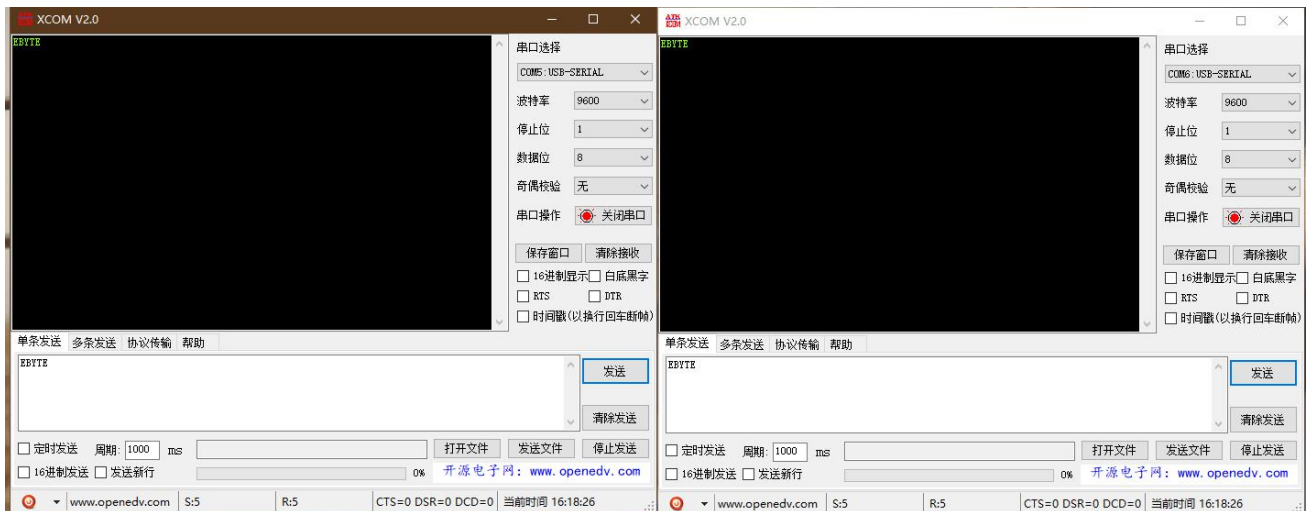 XCOM V2.0
EBYTE
串口选择
COM5:USB-SERIAL
波特率 9600
停止位 1
数据位 8
奇偶校验 无
串口操作 关闭串口
保存窗口 清除接收
16进制显示 白底黑字
RTS DTR
时间戳(以换行回车断帧)
单条发送 多条发送 协议传输 帮助
EBYTE
发送
清除发送
定时发送 周期: 1000 ms 打开文件 发送文件 停止发送
16进制发送 发送新行 0% 开源电子网: www.openedv.com
www.openedv.com S:5 R:5 CTS=0 DSR=0 DCD=0 当前时间 16:18:26
ATK COM XCOM V2.0
EBYTE
串口选择
COM6:USB-SERIAL
波特率 9600
停止位 1
数据位 8
奇偶校验 无
串口操作 关闭串口
保存窗口 清除接收
16进制显示 白底黑字
RTS DTR
时间戳(以换行回车断帧)
单条发送 多条发送 协议传输 帮助
EBYTE
发送
清除发送
定时发送 周期: 1000 ms 打开文件 发送文件 停止发送
16进制发送 发送新行 0% 开源电子网: www.openedv.com
www.openedv.com S:5 R:5 CTS=0 DSR=0 DCD=0 当前时间 16:18:26